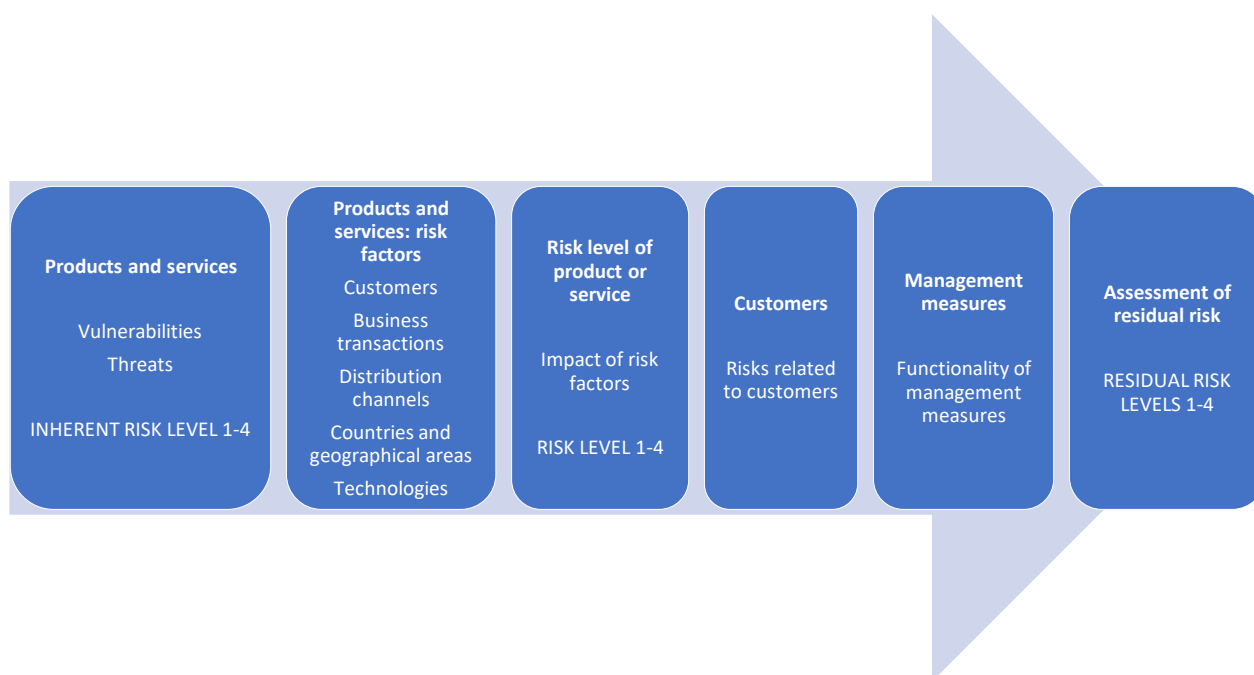 Products and services
Vulnerabilities
Threats
INHERENT RISK LEVEL 1-4
Products and
services: risk
factors
Customers
Business
transactions
Distribution
channels
Countries and
geographical areas
Technologies
Risk level of
product or
service
Impact of risk
factors
RISK LEVEL 1-4
Customers
Risks related
to customers
Management
measures
Functionality of
management
measures
Assessment of
residual risk
RESIDUAL RISK
LEVELS 1-4